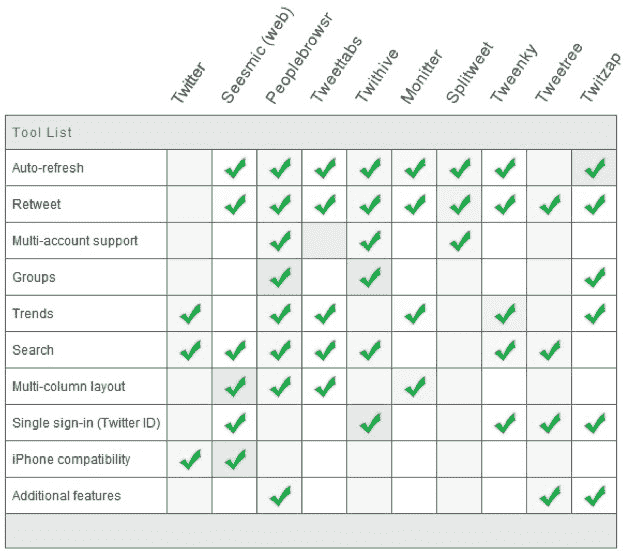 Twitter Seesmic (web) Peoplebrowsr Tweettabs Twithive Monitter Splitweet Tweenky Tweetree Twitzap
Tool List
Auto-refresh
Retweet
Multi-account support
Groups
Trends
Search
Multi-column layout
Single sign-in (Twitter ID)
iPhone compatibility
Additional features